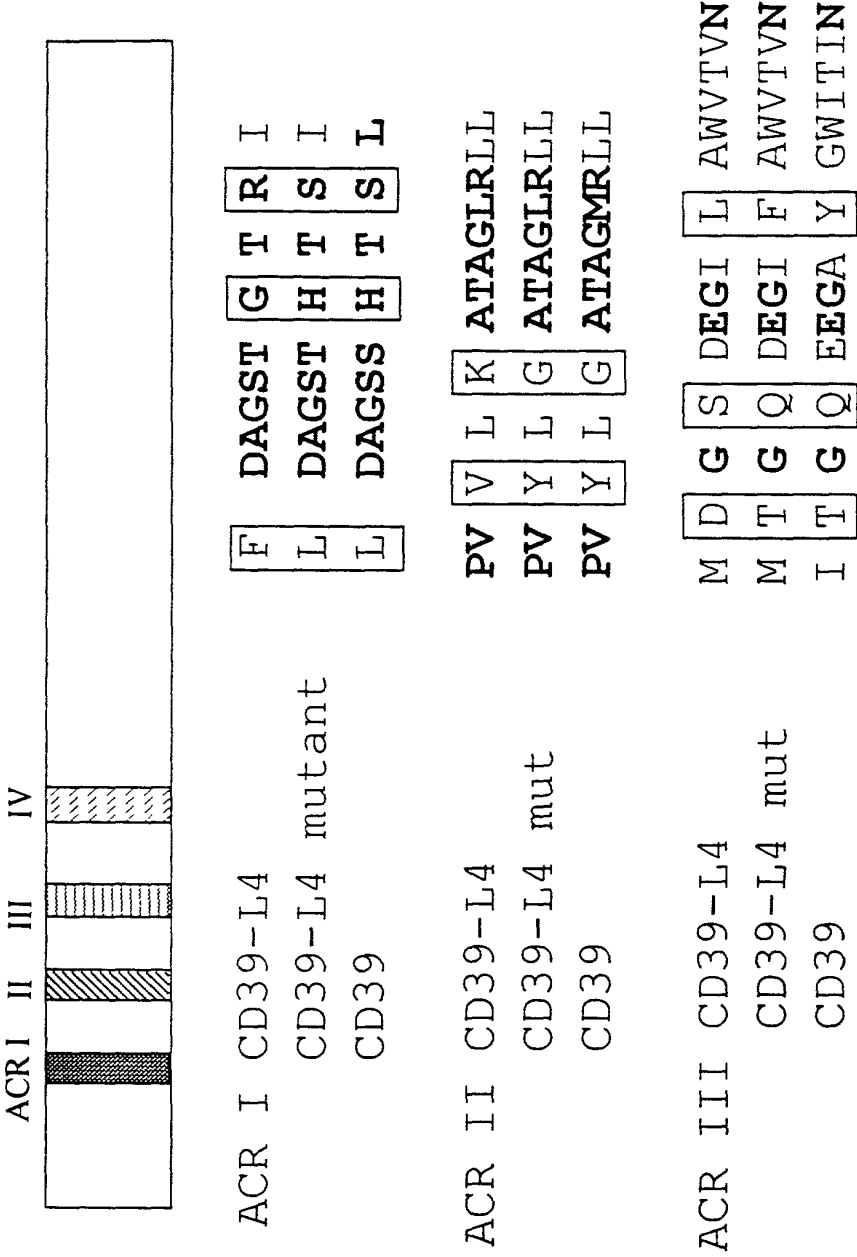 ACR I II III IV
ACR I CD39-L4 F DAGST G T R I
CD39-L4 mutant L DAGST H T S I
CD39 L DAGSS H T S L
ACR II CD39-L4 PV V L K ATAGLRLL
CD39-L4 mut PV Y L G ATAGLRLL
CD39 PV Y L G ATAGMRLL
ACR III CD39-L4 M D G S DEGI L AWVTVN
CD39-L4 mut M T G Q DEGI F AWVTVN
CD39 I T G Q EEGA Y GWITIN